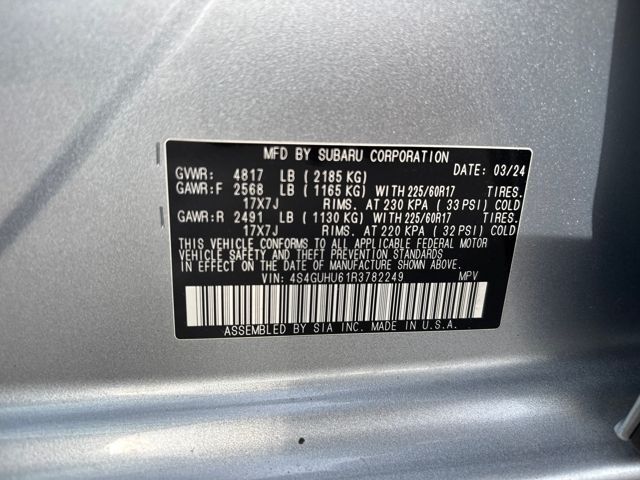 MFD BY SUBARU CORPORATION
DATE: 03/24
GVWR: 4817 LB ( 2185 KG)
GAWR:F 2568 LB ( 1165 KG) WITH 225/60R17 TIRES.
17X7J RIMS. AT 230 KPA ( 33 PSI) COLD
GAWR:R 2491 LB ( 1130 KG) WITH 225/60R17 TIRES.
17X7J RIMS. AT 220 KPA ( 32 PSI) COLD
THIS VEHICLE CONFORMS TO ALL APPLICABLE FEDERAL MOTOR
VEHICLE SAFETY AND THEFT PREVENTION STANDARDS
IN EFFECT ON THE DATE OF MANUFACTURE SHOWN ABOVE.
VIN: 4S4GUHU61R3782249 MPV
ASSEMBLED BY SIA INC. MADE IN U.S.A.